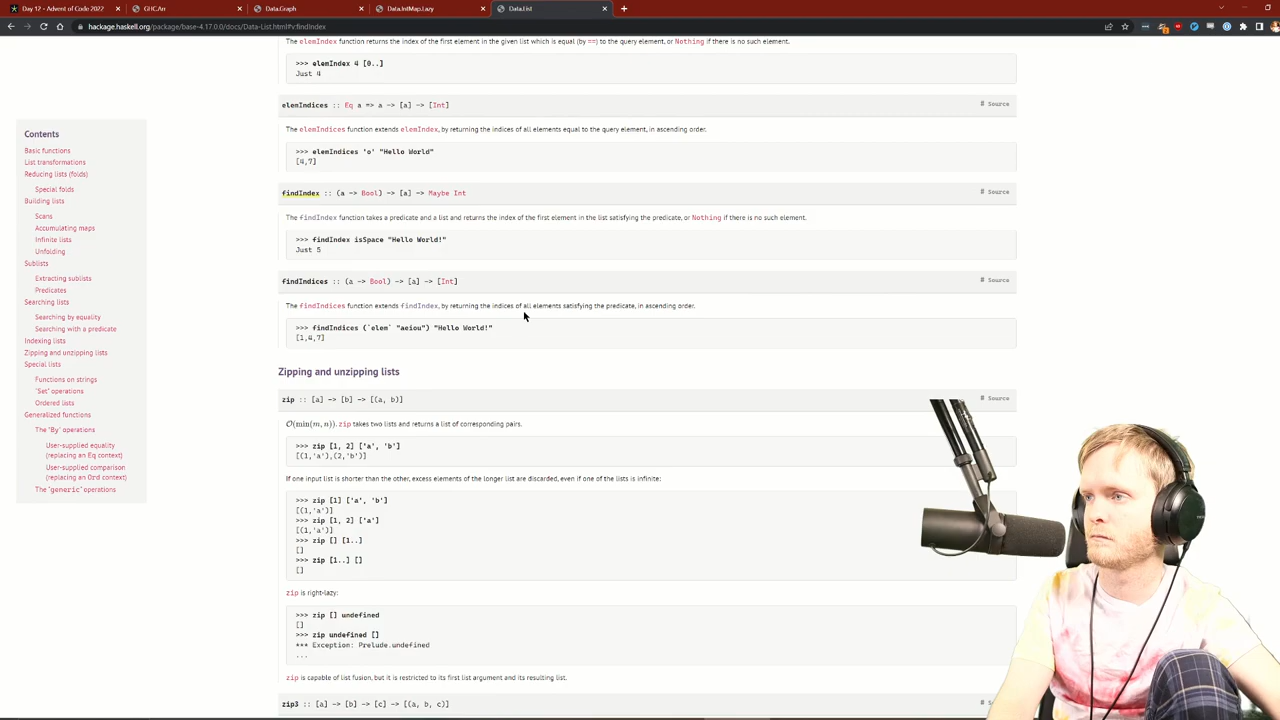 Day 12 - Advent of Code 2022
GHC.Arr
Data.Graph
Data.IntMap.Lazy
Data.List
hackage.haskell.org/package/base-4.17.0.0/docs/Data-List.html#v:findIndex
The elemIndex function returns the index of the first element in the given list which is equal (by ==) to the query element, or Nothing if there is no such element.
>>> elemIndex 4 [0..]
Just 4
elemIndices :: Eq a => a -> [a] -> [Int]
# Source
The elemIndices function extends elemIndex, by returning the indices of all elements equal to the query element, in ascending order.
>>> elemIndices 'o' "Hello World"
[4,7]
findIndex :: (a -> Bool) -> [a] -> Maybe Int
# Source
The findIndex function takes a predicate and a list and returns the index of the first element in the list satisfying the predicate, or Nothing if there is no such element.
>>> findIndex isSpace "Hello World!"
Just 5
findIndices :: (a -> Bool) -> [a] -> [Int]
# Source
The findIndices function extends findIndex, by returning the indices of all elements satisfying the predicate, in ascending order.
>>> findIndices (`elem` "aeiou") "Hello World!"
[1,4,7]
Zipping and unzipping lists
zip :: [a] -> [b] -> [(a, b)]
# Source
O(min(m, n)). zip takes two lists and returns a list of corresponding pairs.
>>> zip [1, 2] ['a', 'b']
[(1,'a'),(2,'b')]
If one input list is shorter than the other, excess elements of the longer list are discarded, even if one of the lists is infinite:
>>> zip [1] ['a', 'b']
[(1,'a')]
>>> zip [1, 2] ['a']
[(1,'a')]
>>> zip [] [1..]
[]
>>> zip [1..] []
[]
zip is right-lazy:
>>> zip [] undefined
[]
>>> zip undefined []
*** Exception: Prelude.undefined
...
zip is capable of list fusion, but it is restricted to its first list argument and its resulting list.
zip3 :: [a] -> [b] -> [c] -> [(a, b, c)]
Contents
Basic functions
List transformations
Reducing lists (folds)
Special folds
Building lists
Scans
Accumulating maps
Infinite lists
Unfolding
Sublists
Extracting sublists
Predicates
Searching lists
Searching by equality
Searching with a predicate
Indexing lists
Zipping and unzipping lists
Special lists
Functions on strings
"Set" operations
Ordered lists
Generalized functions
The "By" operations
User-supplied equality
(replacing an Eq context)
User-supplied comparison
(replacing an Ord context)
The "generic" operations